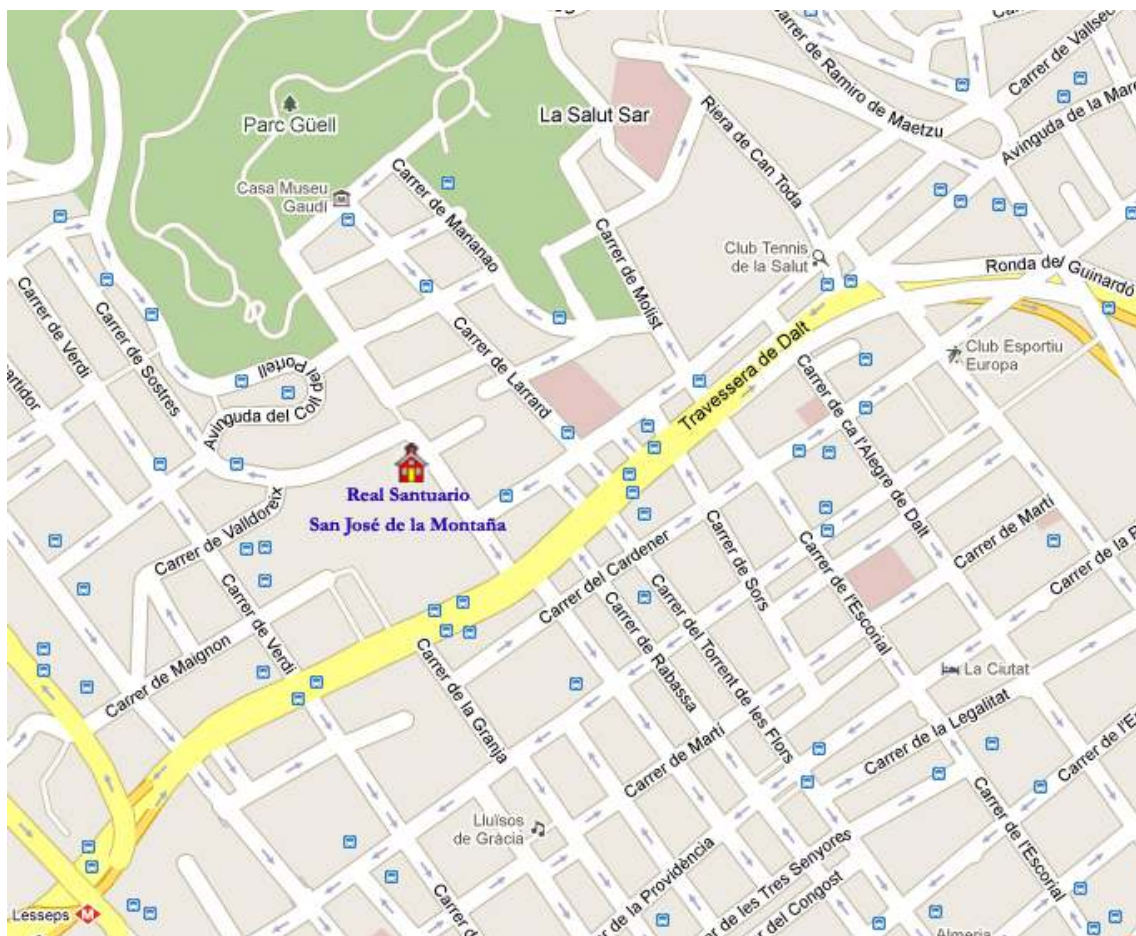 Carrer de Ramiro de Maetzu
Avinguda de la Mar
Parc Güell
La Salut Sar
Riera de Can Toda
Casa Museu
Gaudí
Carrer de Marianao
Carrer de Molist
Club Tennis
de la Salut
Ronda del Guinardó
Carrer de Verdi
Carrer de Sostres
Avinguda del Coll del Portell
Carrer de Larrard
Travessera de Dalt
Club Esportiu
Europa
Carrer de ca l'Alegre de Dalt
Real Santuario
San José de la Montaña
Carrer de Valldoreix
Carrer de Verdi
Carrer de Maignon
Carrer del Cardener
Carrer de Sors
Carrer de l'Escorial
Carrer de Martí
Carrer de la
Carrer de Rabassa
Carrer del Torrent de les Flors
Carrer de la Granja
La Ciutat
Carrer de la Legalitat
Carrer de Martí
Lluïsos
de Gràcia
Carrer de l'Escorial
de la Providència
de les Tres Senyores
del Congost
Lesseps
M
Almeria